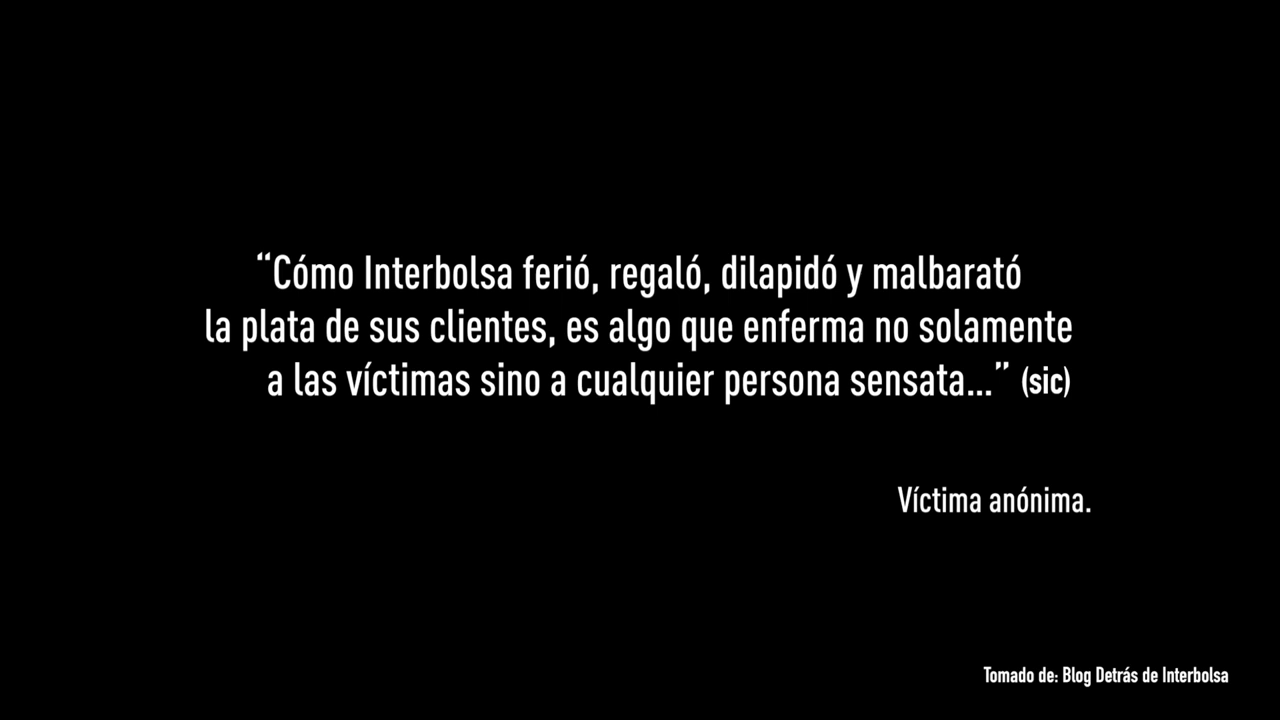 “Cómo Interbolsa ferió, regaló, dilapidó y malbarató
la plata de sus clientes, es algo que enferma no solamente
a las víctimas sino a cualquier persona sensata...” (sic)
Víctima anónima.
Tomado de: Blog Detrás de Interbolsa